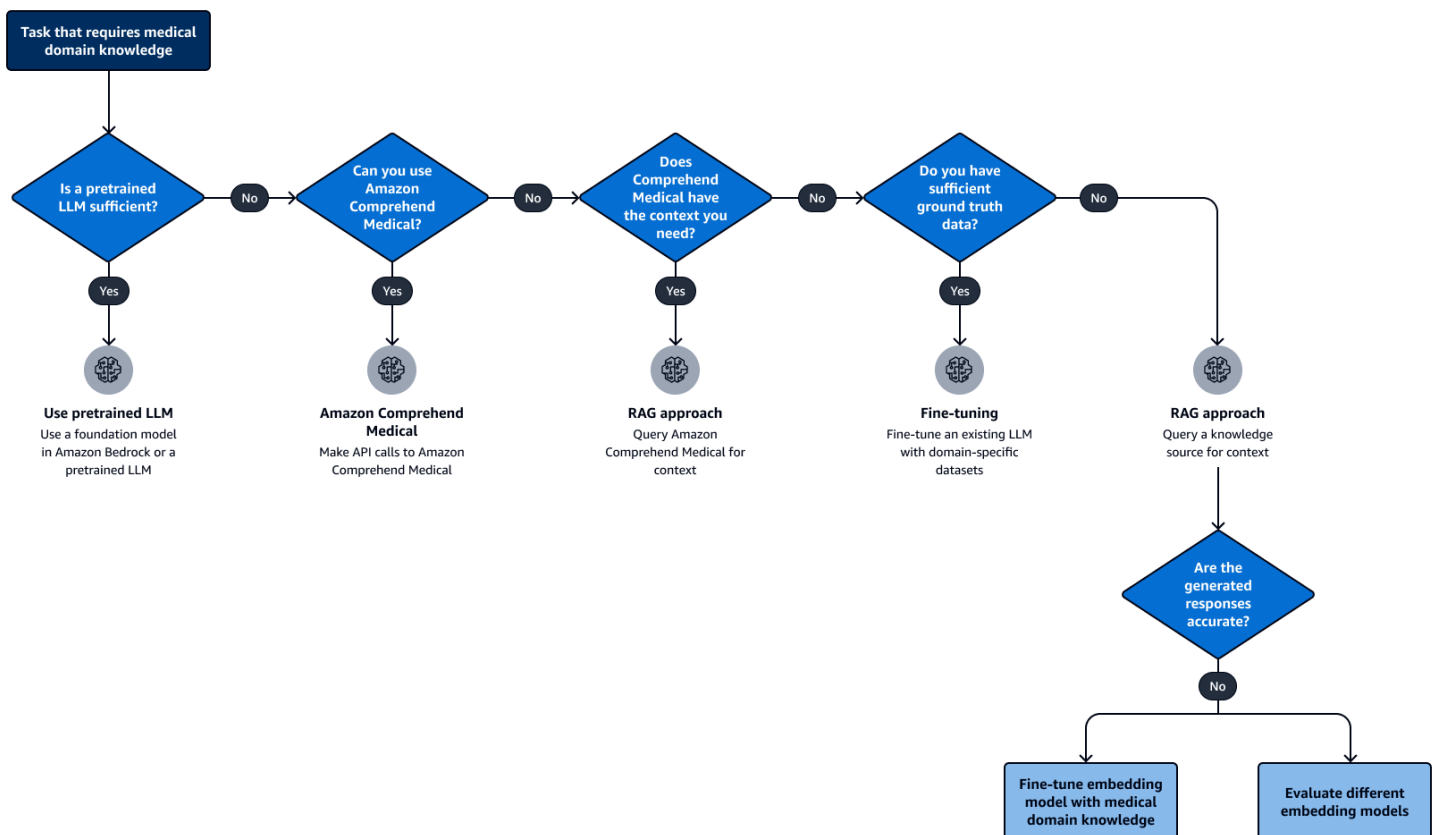 Task that requires medical
domain knowledge
Is a pretrained
LLM sufficient?
No
Can you use
Amazon
Comprehend
Medical?
No
Does
Comprehend
Medical have
the context you
need?
No
Do you have
sufficient
ground truth
data?
No
Yes
Yes
Yes
Yes
Use pretrained LLM
Use a foundation model
in Amazon Bedrock or a
pretrained LLM
Amazon Comprehend
Medical
Make API calls to Amazon
Comprehend Medical
RAG approach
Query Amazon
Comprehend Medical for
context
Fine-tuning
Fine-tune an existing LLM
with domain-specific
datasets
RAG approach
Query a knowledge
source for context
Are the
generated
responses
accurate?
No
Fine-tune embedding
model with medical
domain knowledge
Evaluate different
embedding models